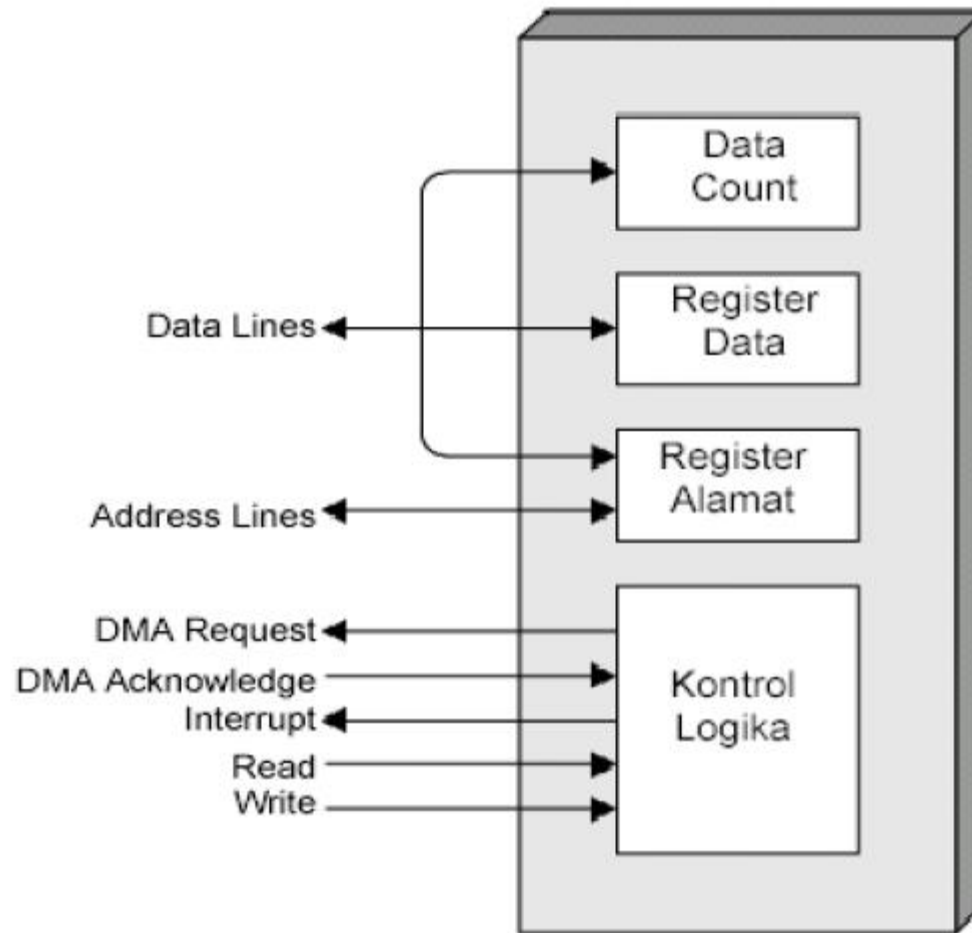 Data
Count
Register
Data
Data Lines
Register
Alamat
Address Lines
DMA Request
DMA Acknowledge
Interrupt
Read
Write
Kontrol
Logika